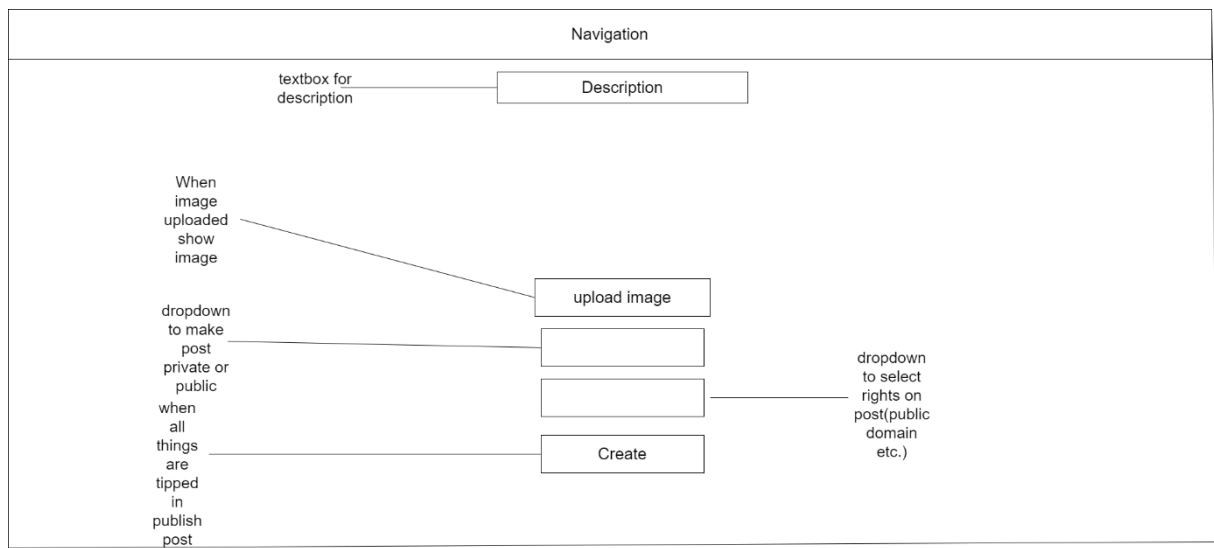 Navigation
textbox for
description
Description
When
image
uploaded
show
image
upload image
dropdown
to make
post
private or
public
dropdown
to select
rights on
post(public
domain
etc.)
when
all
things
are
tipped
in
publish
post
Create